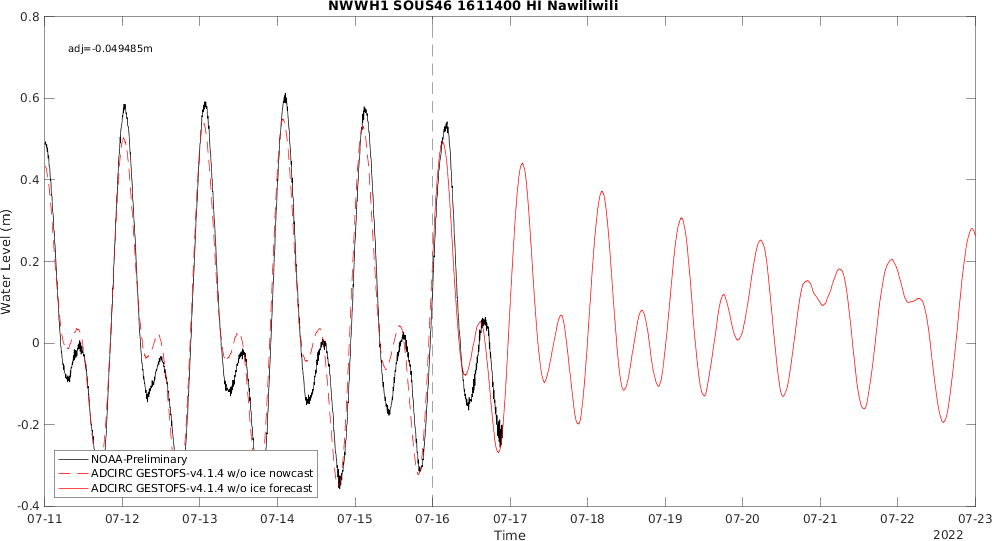 NWWH1 SOUS46 1611400 HI Nawiliwili
adj=-0.049485m
Water Level (m)
0.8
0.6
0.4
0.2
0
-0.2
-0.4
NOAA-Preliminary
ADCIRC GESTOFS-v4.1.4 w/o ice nowcast
ADCIRC GESTOFS-v4.1.4 w/o ice forecast
07-11 07-12 07-13 07-14 07-15 07-16 07-17 07-18 07-19 07-20 07-21 07-22 07-23
Time
2022